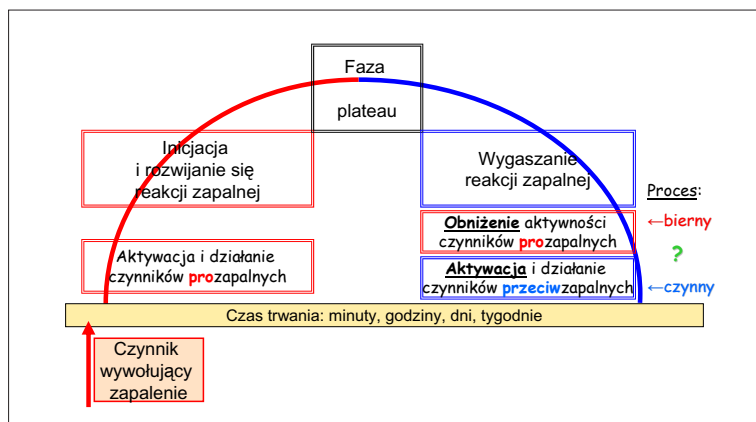 Faza
plateau
Inicjacja
i rozwijanie się
reakcji zapalnej
Wygaszanie
reakcji zapalnej
Proces:
Obniżenie aktywności
czynników prozapalnych
←bierny
?
Aktywacja i działanie
czynników prozapalnych
Aktywacja i działanie
czynników przeciwzapalnych
←czynny
Czas trwania: minuty, godziny, dni, tygodnie
Czynnik
wywołujący
zapalenie